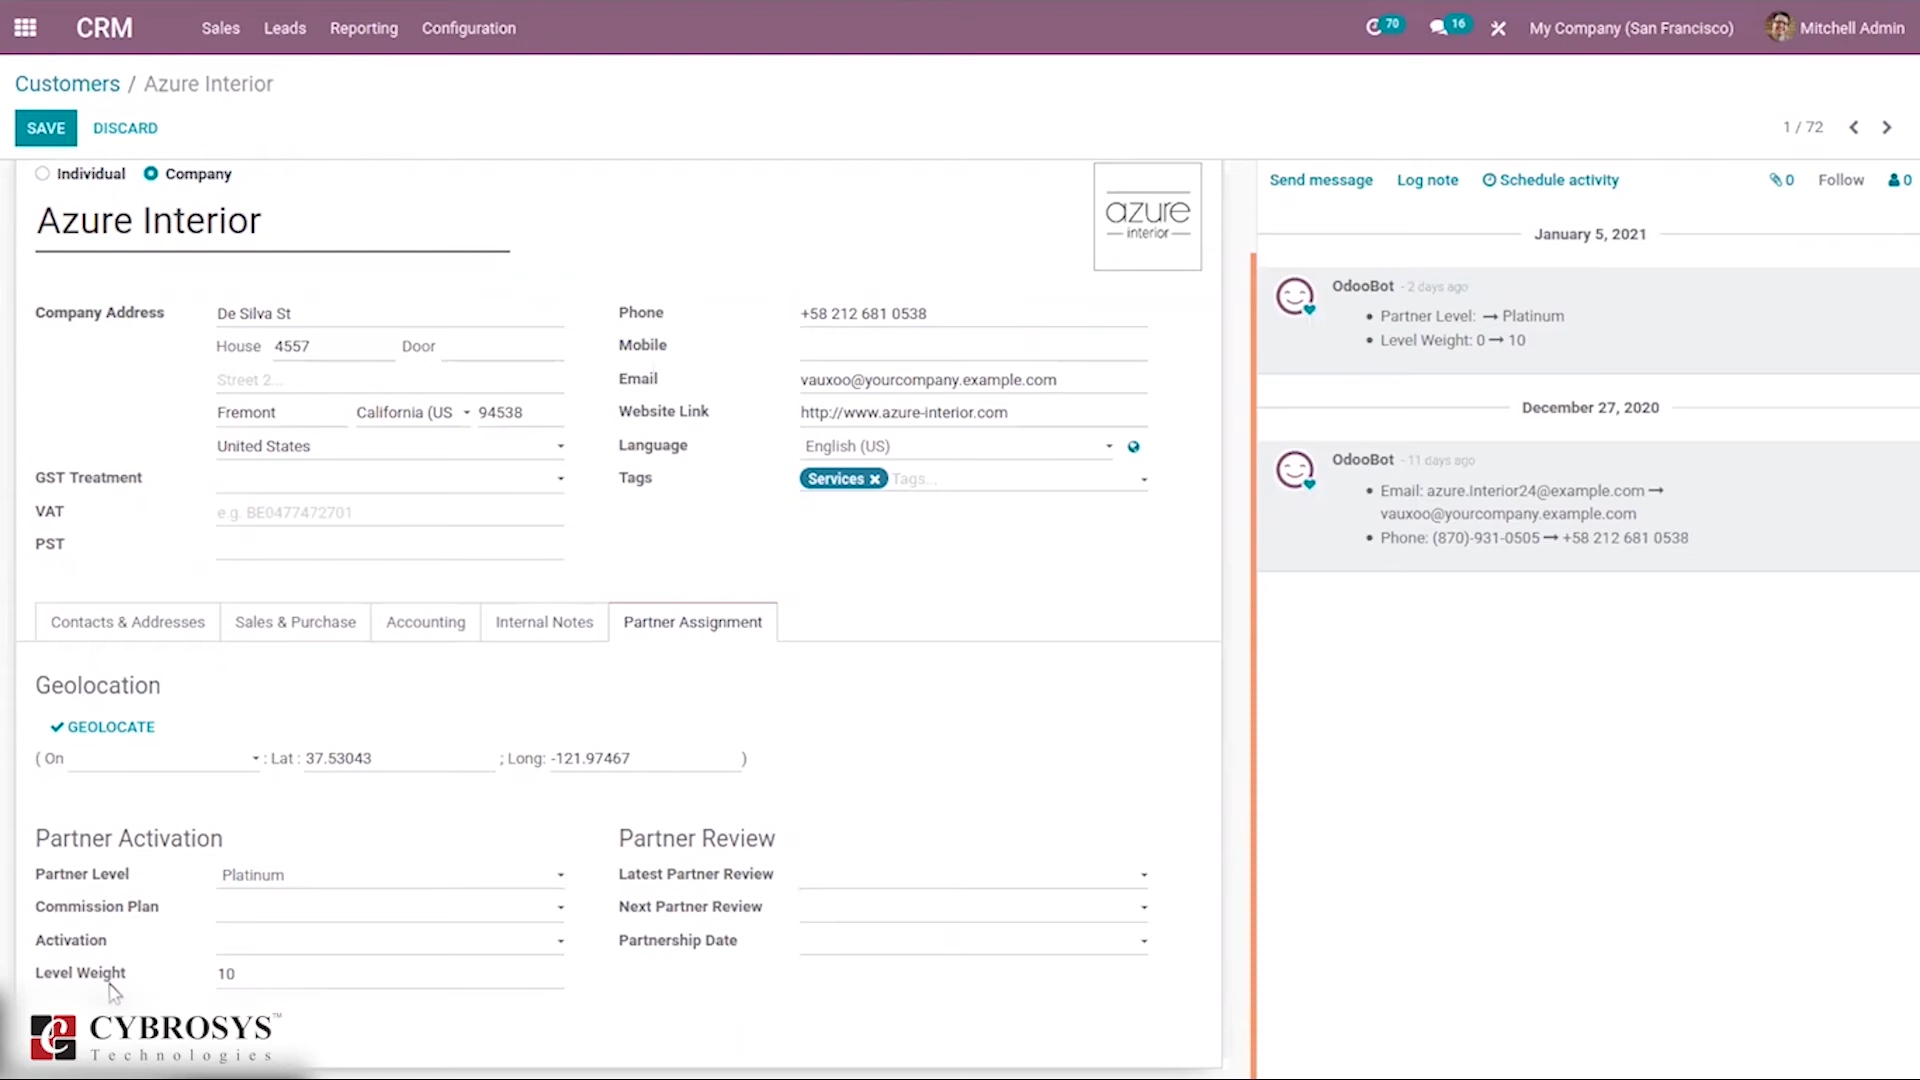 CRM Sales Leads Reporting Configuration 70 16 My Company (San Francisco) Mitchell Admin
Customers / Azure Interior
SAVE DISCARD 1 / 72
Individual Company
Azure Interior
azure
interior
Company Address De Silva St
House 4557 Door
Street 2...
Fremont California (US 94538
United States
GST Treatment
VAT e.g. BE0477472701
PST
Phone +58 212 681 0538
Mobile
Email vauxoo@yourcompany.example.com
Website Link http://www.azure-interior.com
Language English (US)
Tags Services × Tags...
Contacts & Addresses Sales & Purchase Accounting Internal Notes Partner Assignment
Geolocation
GEOLOCATE
( On : Lat : 37.53043 ; Long: -121.97467 )
Partner Activation
Partner Level Platinum
Commission Plan
Activation
Level Weight 10
Partner Review
Latest Partner Review
Next Partner Review
Partnership Date
CYBROSYS™
Technologies
Send message Log note Schedule activity 0 Follow 0
January 5, 2021
OdooBot - 2 days ago
• Partner Level: → Platinum
• Level Weight: 0 → 10
December 27, 2020
OdooBot - 11 days ago
• Email: azure.Interior24@example.com →
vauxoo@yourcompany.example.com
• Phone: (870)-931-0505 → +58 212 681 0538